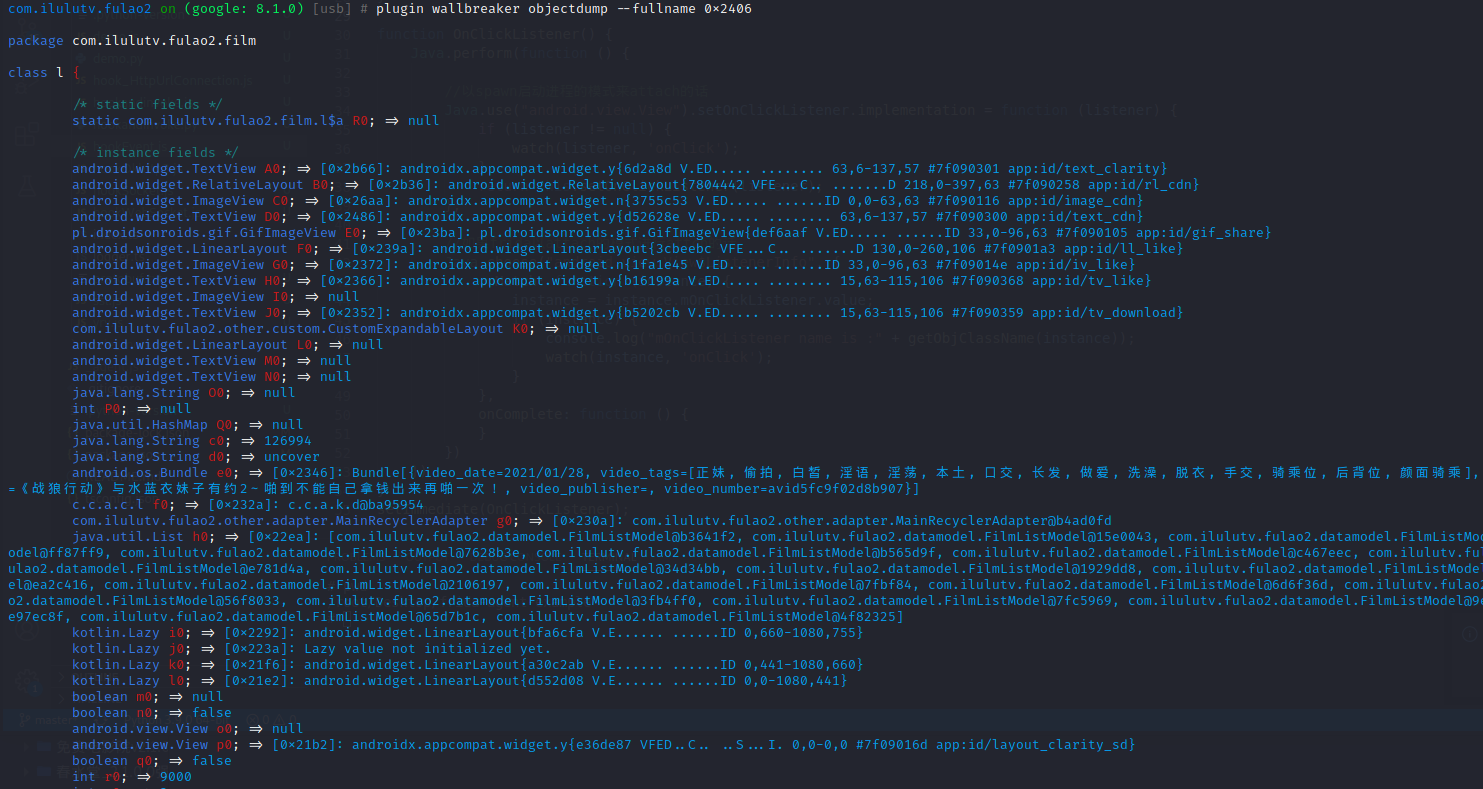 com.ilulutv.fulao2 on (google: 8.1.0) [usb] # plugin wallbreaker objectdump --fullname 0×2406
package com.ilulutv.fulao2.film
class l {
/* static fields */
static com.ilulutv.fulao2.film.l$a R0; => null
/* instance fields */
android.widget.TextView A0; => [0×2b66]: androidx.appcompat.widget.y{6d2a8d V.ED..... ........ 63,6-137,57 #7f090301 app:id/text_clarity}
android.widget.RelativeLayout B0; => [0×2b36]: android.widget.RelativeLayout{7804442 VFE...C.. .......D 218,0-397,63 #7f090258 app:id/rl_cdn}
android.widget.ImageView C0; => [0×26aa]: androidx.appcompat.widget.n{3755c53 V.ED..... ......ID 0,0-63,63 #7f090116 app:id/image_cdn}
android.widget.TextView D0; => [0×2486]: androidx.appcompat.widget.y{d52628e V.ED..... ........ 63,6-137,57 #7f090300 app:id/text_cdn}
pl.droidsonroids.gif.GifImageView E0; => [0×23ba]: pl.droidsonroids.gif.GifImageView{def6aaf V.ED..... ......ID 33,0-96,63 #7f090105 app:id/gif_share}
android.widget.LinearLayout F0; => [0×239a]: android.widget.LinearLayout{3cbeebc VFE...C.. .......D 130,0-260,106 #7f0901a3 app:id/ll_like}
android.widget.ImageView G0; => [0×2372]: androidx.appcompat.widget.n{1fa1e45 V.ED..... ......ID 33,0-96,63 #7f09014e app:id/iv_like}
android.widget.TextView H0; => [0×2366]: androidx.appcompat.widget.y{b16199a V.ED..... ........ 15,63-115,106 #7f090368 app:id/tv_like}
android.widget.ImageView I0; => null
android.widget.TextView J0; => [0×2352]: androidx.appcompat.widget.y{b5202cb V.ED..... ........ 15,63-115,106 #7f090359 app:id/tv_download}
com.ilulutv.fulao2.other.custom.CustomExpandableLayout K0; => null
android.widget.LinearLayout L0; => null
android.widget.TextView M0; => null
android.widget.TextView N0; => null
java.lang.String O0; => null
int P0; => null
java.util.HashMap Q0; => null
java.lang.String c0; => 126994
java.lang.String d0; => uncover
android.os.Bundle e0; => [0×2346]: Bundle[{video_date=2021/01/28, video_tags=[正妹, 偷拍, 白皙, 淫语, 淫荡, 本土, 口交, 长发, 做爱, 洗澡, 脱衣, 手交, 骑乘位, 后背位, 颜面骑乘],
=《战狼行动》与水蓝衣妹子有约2~啪到不能自己拿钱出来再啪一次！, video_publisher=, video_number=avid5fc9f02d8b907}]
c.c.a.c.l f0; => [0×232a]: c.c.a.k.d@ba95954
com.ilulutv.fulao2.other.adapter.MainRecyclerAdapter g0; => [0×230a]: com.ilulutv.fulao2.other.adapter.MainRecyclerAdapter@b4ad0fd
java.util.List h0; => [0×22ea]: [com.ilulutv.fulao2.datamodel.FilmListModel@b3641f2, com.ilulutv.fulao2.datamodel.FilmListModel@15e0043, com.ilulutv.fulao2.datamodel.FilmListMo
odel@ff87ff9, com.ilulutv.fulao2.datamodel.FilmListModel@7628b3e, com.ilulutv.fulao2.datamodel.FilmListModel@b565d9f, com.ilulutv.fulao2.datamodel.FilmListModel@c467eec, com.ilulutv.fu
ulao2.datamodel.FilmListModel@e781d4a, com.ilulutv.fulao2.datamodel.FilmListModel@34d34bb, com.ilulutv.fulao2.datamodel.FilmListModel@1929dd8, com.ilulutv.fulao2.datamodel.FilmListModel
el@ea2c416, com.ilulutv.fulao2.datamodel.FilmListModel@2106197, com.ilulutv.fulao2.datamodel.FilmListModel@7fbf84, com.ilulutv.fulao2.datamodel.FilmListModel@6d6f36d, com.ilulutv.fulao2
o2.datamodel.FilmListModel@56f8033, com.ilulutv.fulao2.datamodel.FilmListModel@3fb4ff0, com.ilulutv.fulao2.datamodel.FilmListModel@7fc5969, com.ilulutv.fulao2.datamodel.FilmListModel@9
e97ec8f, com.ilulutv.fulao2.datamodel.FilmListModel@65d7b1c, com.ilulutv.fulao2.datamodel.FilmListModel@4f82325]
kotlin.Lazy i0; => [0×2292]: android.widget.LinearLayout{bfa6cfa V.E...... ......ID 0,660-1080,755}
kotlin.Lazy j0; => [0×223a]: Lazy value not initialized yet.
kotlin.Lazy k0; => [0×21f6]: android.widget.LinearLayout{a30c2ab V.E...... ......ID 0,441-1080,660}
kotlin.Lazy l0; => [0×21e2]: android.widget.LinearLayout{d552d08 V.E...... ......ID 0,0-1080,441}
boolean m0; => null
boolean n0; => false
android.view.View o0; => null
android.view.View p0; => [0×21b2]: androidx.appcompat.widget.y{e36de87 VFED..C.. ..S...I. 0,0-0,0 #7f09016d app:id/layout_clarity_sd}
boolean q0; => false
int r0; => 9000